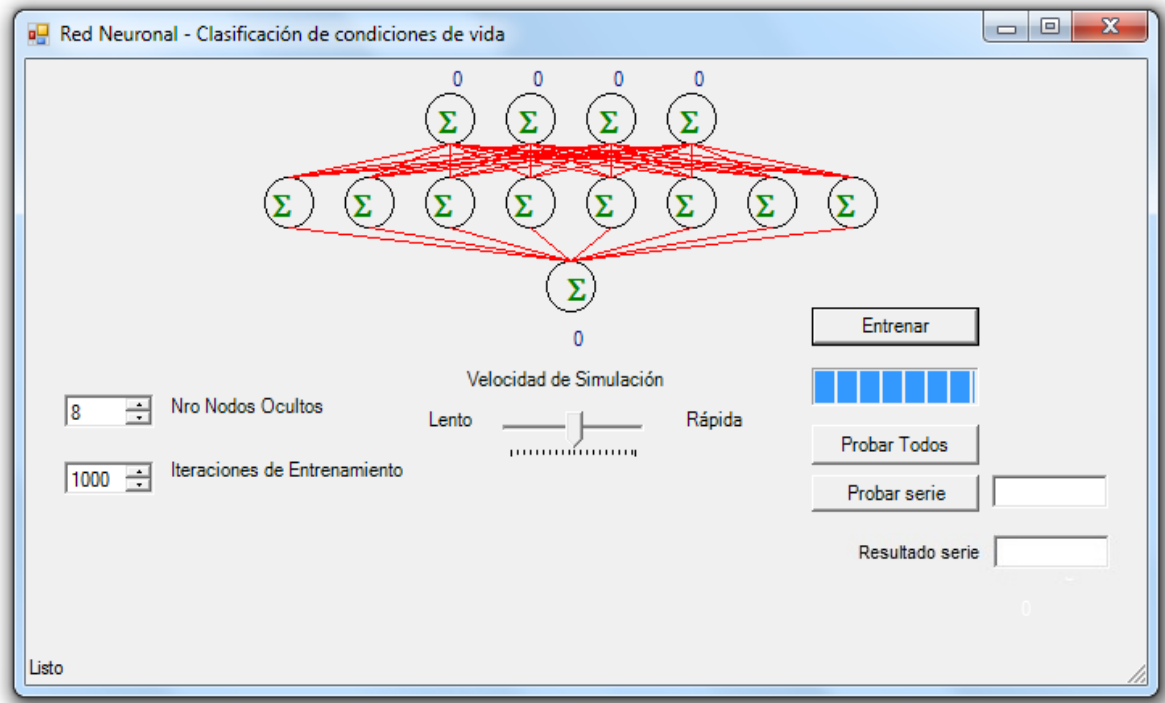 Red Neuronal - Clasificación de condiciones de vida
0 0 0 0
Σ Σ Σ Σ
Σ Σ Σ Σ Σ Σ Σ Σ
Σ
0
Entrenar
Velocidad de Simulación
8 Nro Nodos Ocultos
Lento Rápida
Probar Todos
1000 Iteraciones de Entrenamiento
Probar serie
Resultado serie
0
Listo